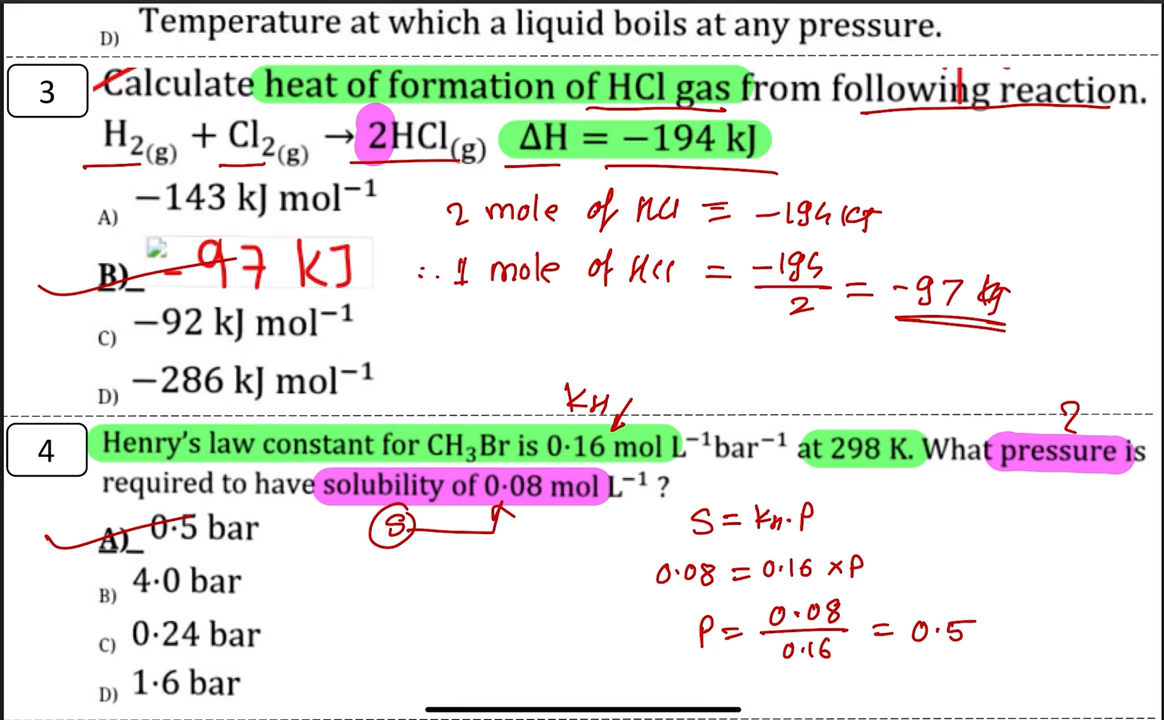 D) Temperature at which a liquid boils at any pressure.
3 Calculate heat of formation of HCl gas from following reaction.
H₂(g) + Cl₂(g) → 2HCl(g) ΔH = −194 kJ
A) −143 kJ mol⁻¹
2 mole of HCl ≡ −194 kJ
B) -97 kJ
∴ 1 mole of HCl = −194/2 = −97 kJ
C) −92 kJ mol⁻¹
D) −286 kJ mol⁻¹
KH
4 Henry's law constant for CH₃Br is 0·16 mol L⁻¹bar⁻¹ at 298 K. What pressure is
?
required to have solubility of 0·08 mol L⁻¹ ?
S
A) 0·5 bar
S = KH·P
B) 4·0 bar
0.08 = 0.16 × P
C) 0·24 bar
P = 0.08/0.16 = 0.5
D) 1·6 bar